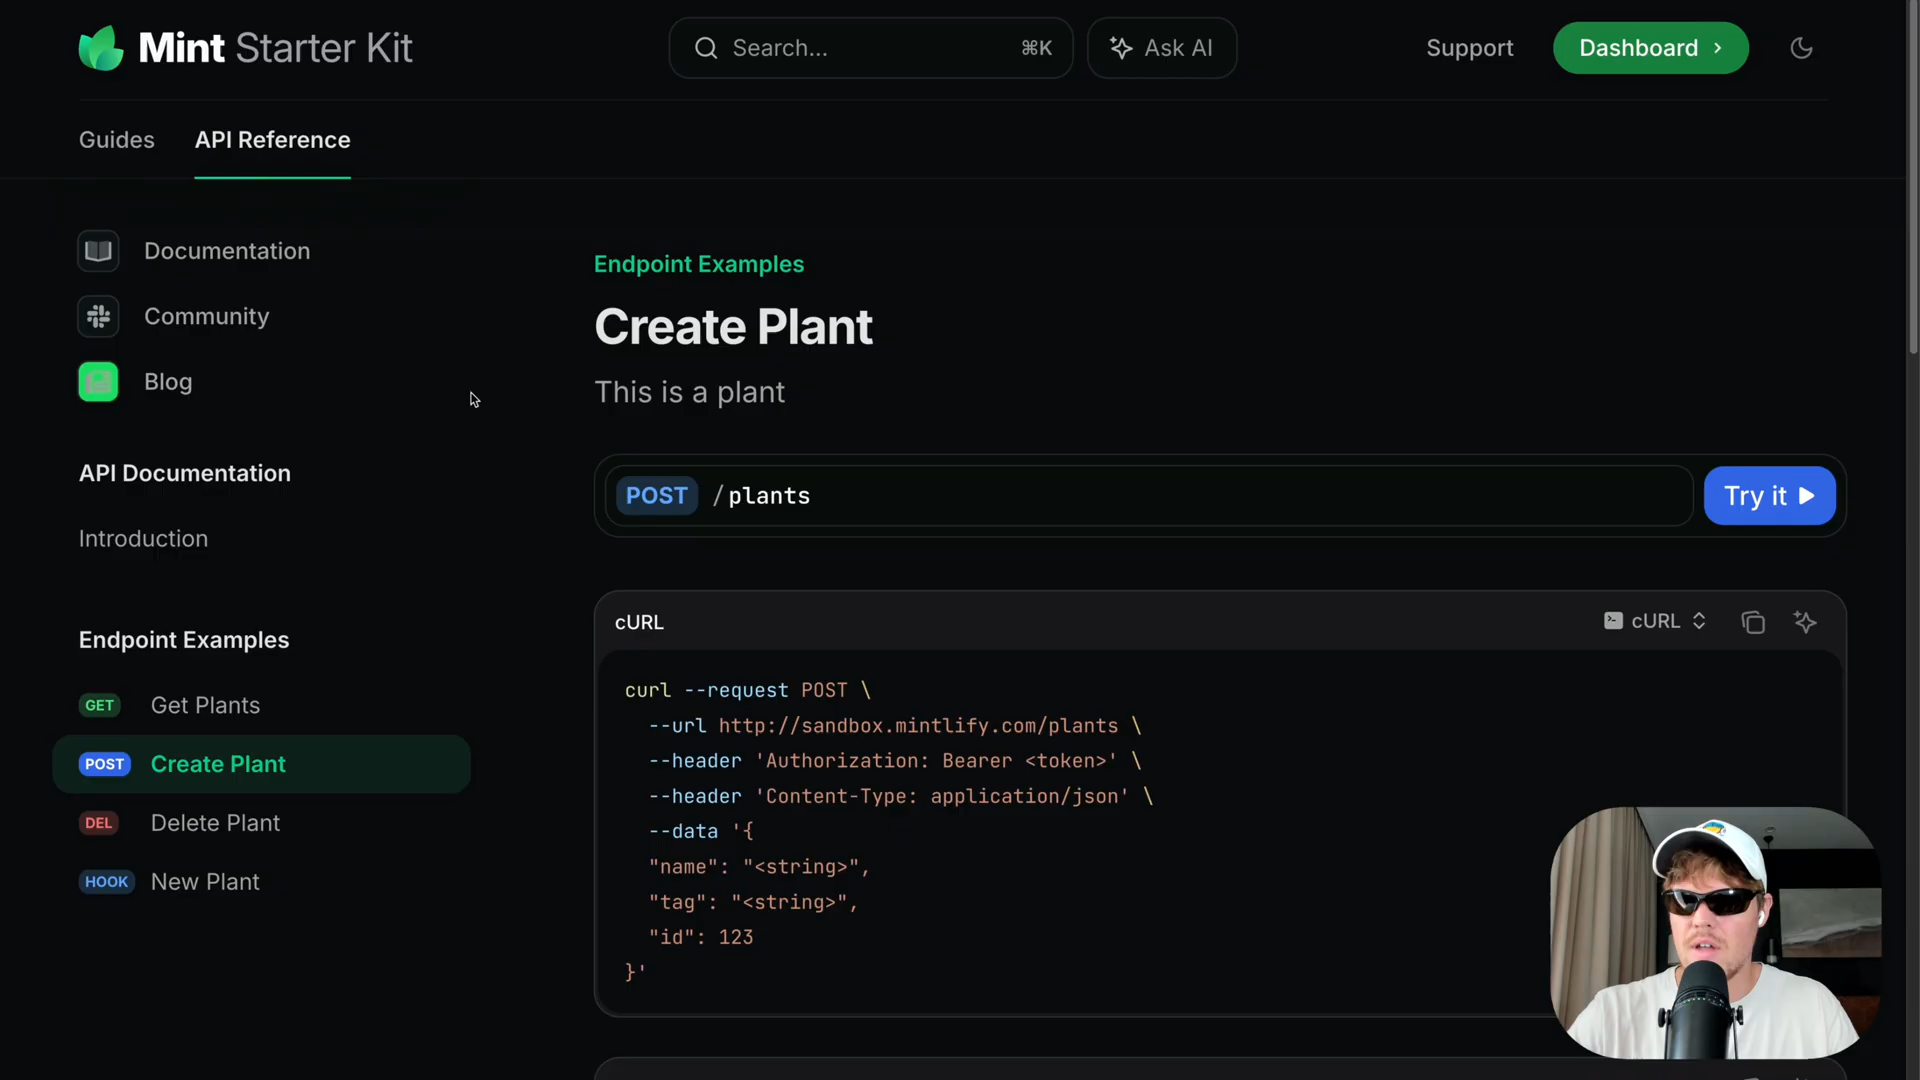 Mint Starter Kit
Search...
⌘K
Ask AI
Support
Dashboard
Guides
API Reference
Documentation
Community
Blog
API Documentation
Introduction
Endpoint Examples
GET Get Plants
POST Create Plant
DEL Delete Plant
HOOK New Plant
Endpoint Examples
Create Plant
This is a plant
POST /plants
Try it
cURL
cURL
curl --request POST \
--url http://sandbox.mintlify.com/plants \
--header 'Authorization: Bearer <token>' \
--header 'Content-Type: application/json' \
--data '{
"name": "<string>",
"tag": "<string>",
"id": 123
}'